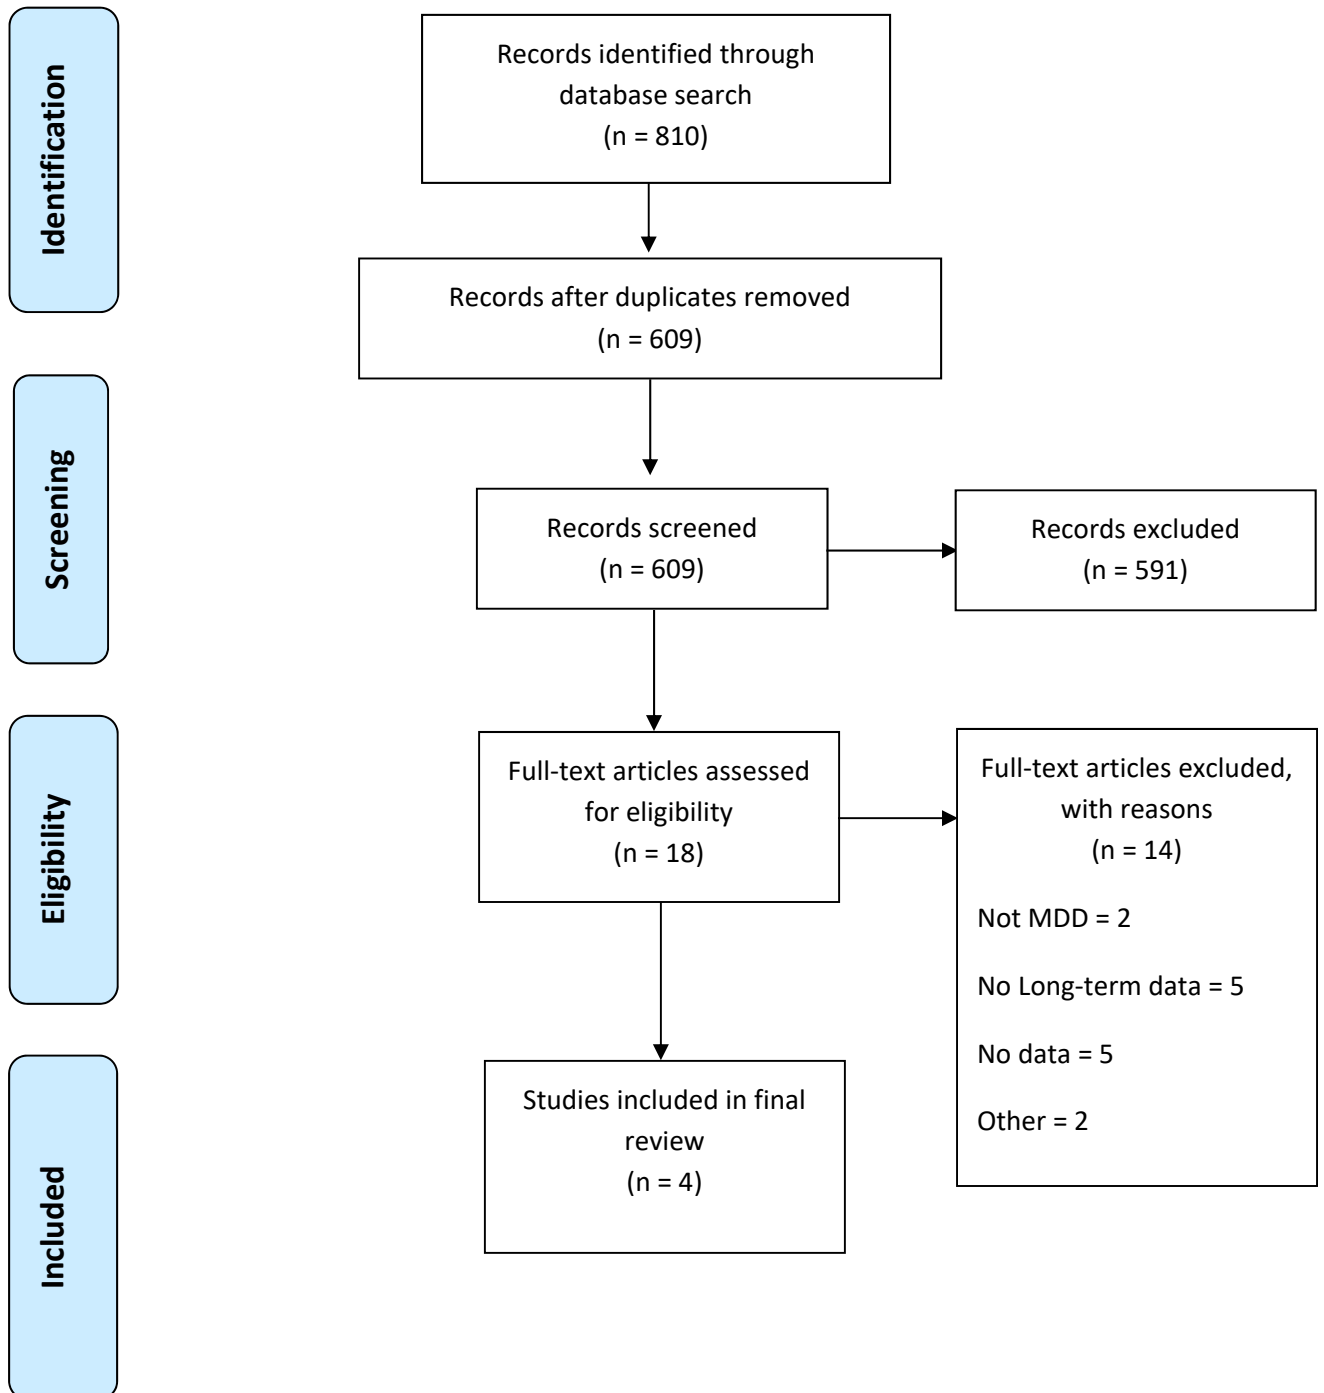 Identification
Records identified through
database search
(n = 810)
Records after duplicates removed
(n = 609)
Screening
Records screened
(n = 609)
Records excluded
(n = 591)
Eligibility
Full-text articles assessed
for eligibility
(n = 18)
Full-text articles excluded,
with reasons
(n = 14)
Not MDD = 2
No Long-term data = 5
No data = 5
Other = 2
Included
Studies included in final
review
(n = 4)